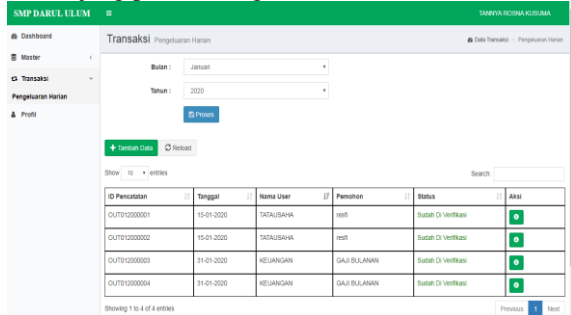 SMP DARUL ULUM
TANNYA ROSNA KUSUMA
Dashboard
Master
Transaksi
Pengeluaran Harian
Profil
Transaksi Pengeluaran Harian
Data Transaksi - Pengeluaran Harian
Bulan : Januari
Tahun : 2020
Proses
Tambah Data Reload
Show 10 entries Search:
ID Pencatatan Tanggal Nama User Pemohon Status Aksi
OUT012000001 15-01-2020 TATAUSAHA resfi Sudah Di Verifikasi
OUT012000002 15-01-2020 TATAUSAHA resfi Sudah Di Verifikasi
OUT012000003 31-01-2020 KEUANGAN GAJI BULANAN Sudah Di Verifikasi
OUT012000004 31-01-2020 KEUANGAN GAJI BULANAN Sudah Di Verifikasi
Showing 1 to 4 of 4 entries Previous 1 Next